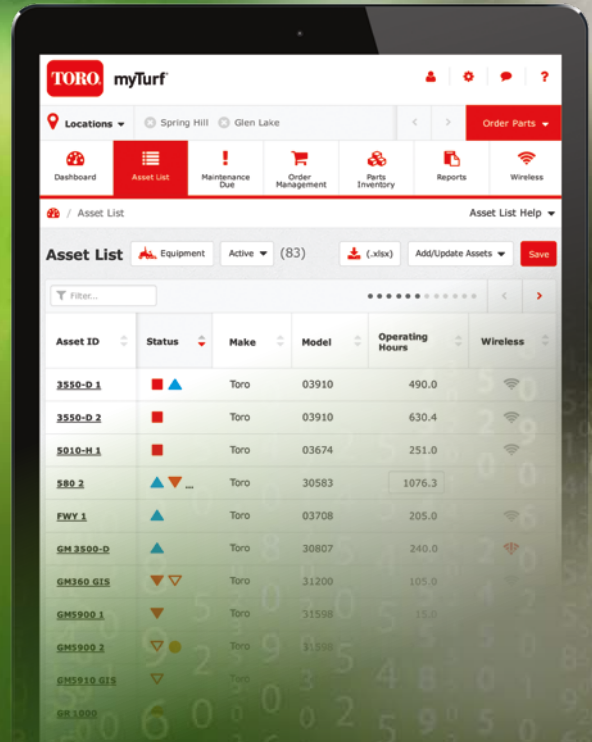 TORO. myTurf
?
Locations Spring Hill Glen Lake < > Order Parts
Dashboard Asset List Maintenance Due Order Management Parts Inventory Reports Wireless
/ Asset List Asset List Help
Asset List Equipment Active (83) (.xlsx) Add/Update Assets Save
Filter... < >
Asset ID Status Make Model Operating Hours Wireless
3550-D 1 Toro 03910 490.0
3550-D 2 Toro 03910 630.4
5010-H 1 Toro 03674 251.0
580 2 ... Toro 30583 1076.3
FWY 1 Toro 03708 205.0
GM 3500-D Toro 30807 240.0
GM360 GIS Toro 31200 105.0
GM5900 1 Toro 31598 15.0
GM5900 2 Toro 31598
GM5910 GIS Toro
GR1000